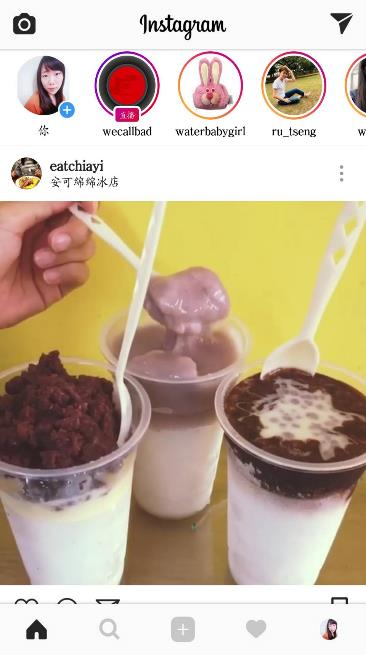 Instagram
你
直播
wecallbad
waterbabygirl
ru_tseng
w
eatchiayi
安可綿綿冰店